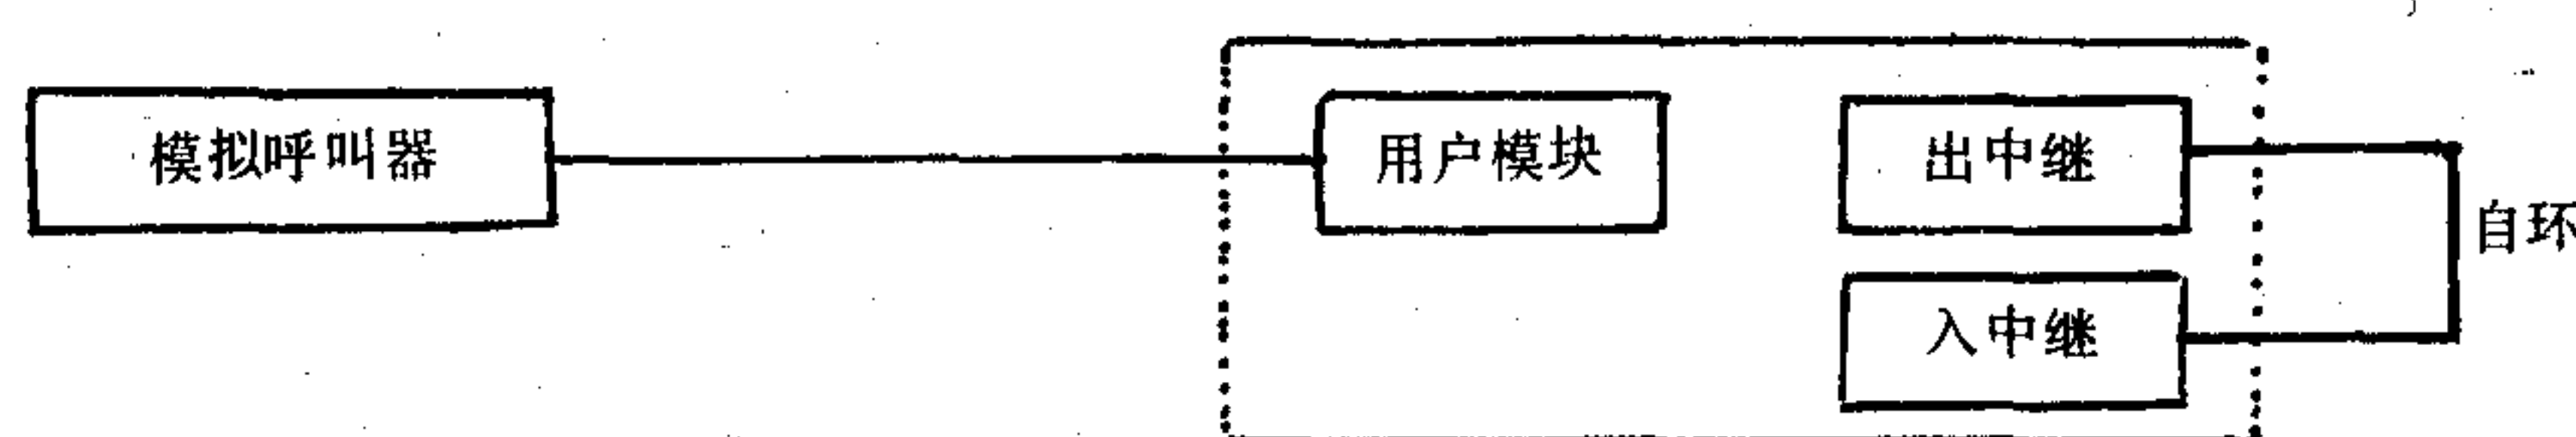 模拟呼叫器
用户模块
出中继
自环
入中继